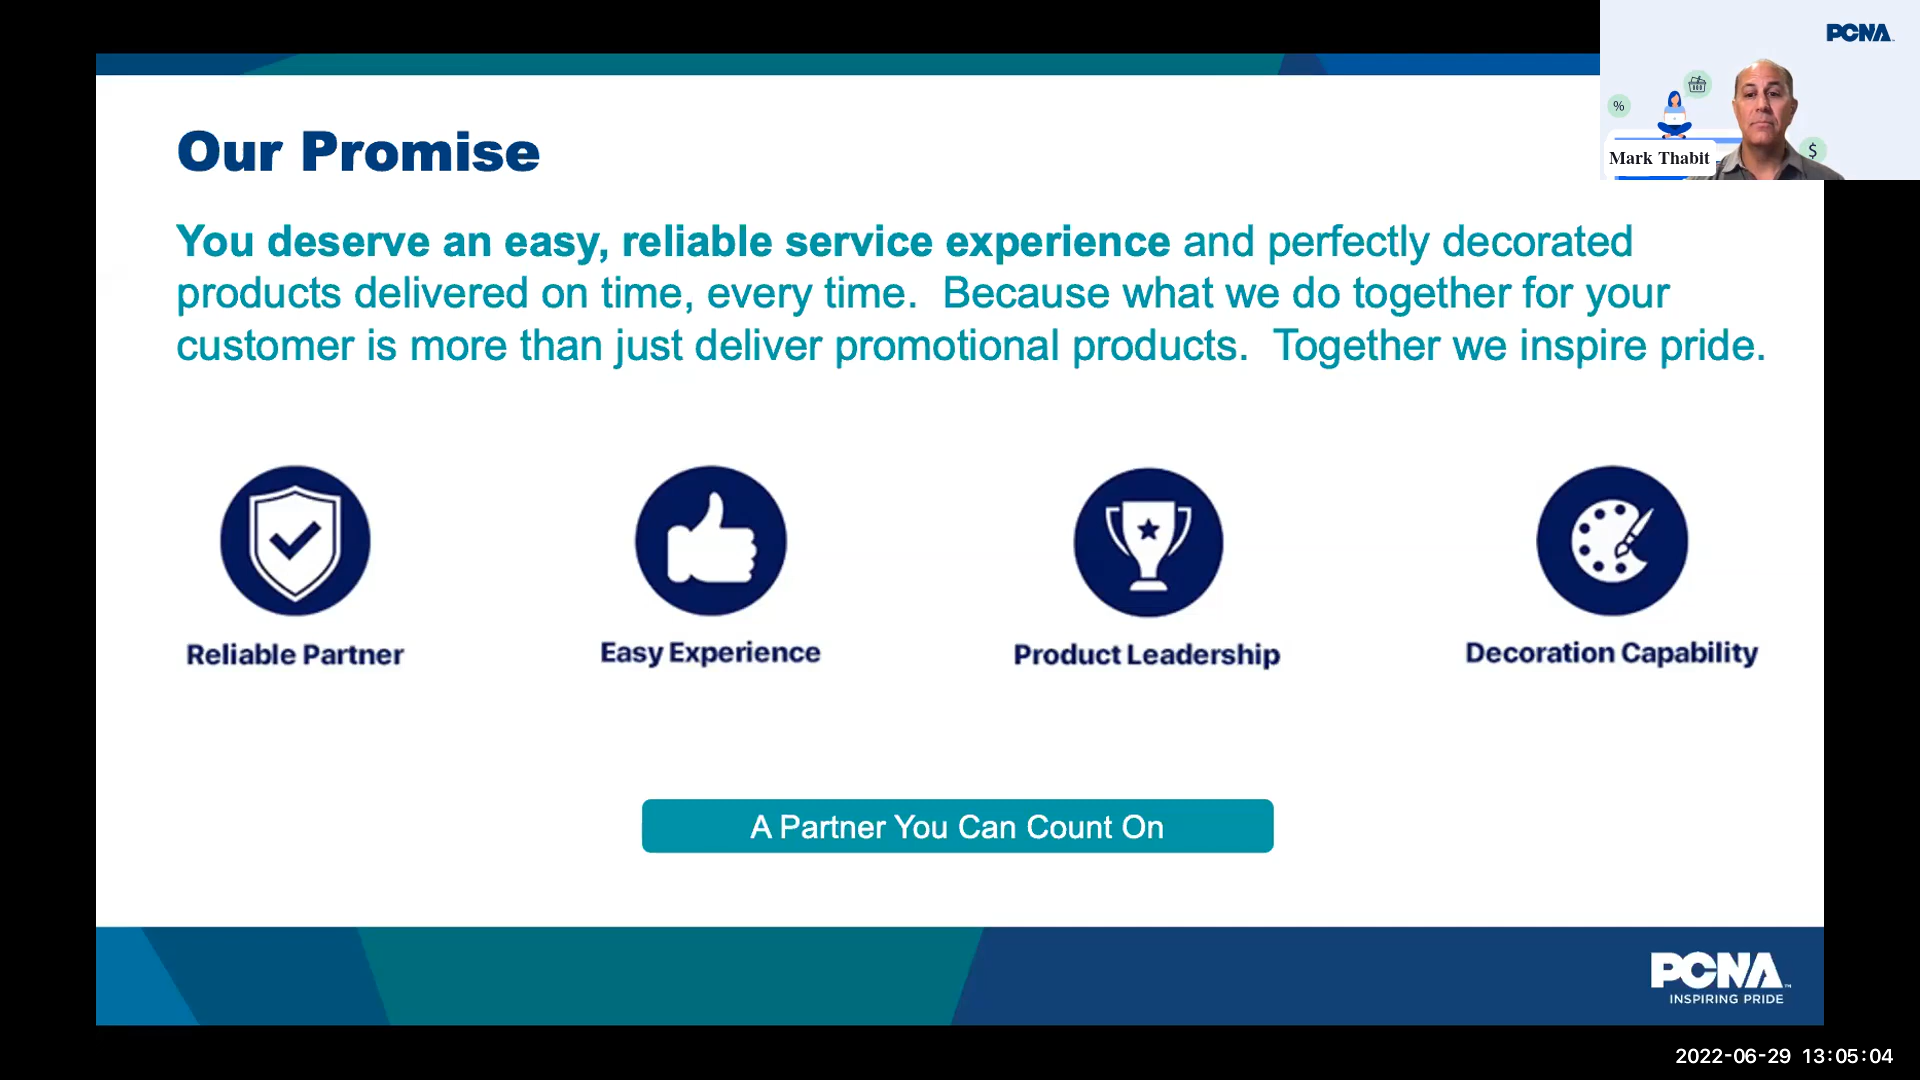 PCNA
%
$
Mark Thabit
Our Promise
You deserve an easy, reliable service experience and perfectly decorated
products delivered on time, every time. Because what we do together for your
customer is more than just deliver promotional products. Together we inspire pride.
Reliable Partner
Easy Experience
Product Leadership
Decoration Capability
A Partner You Can Count On
PCNA™
INSPIRING PRIDE
2022-06-29 13:05:04